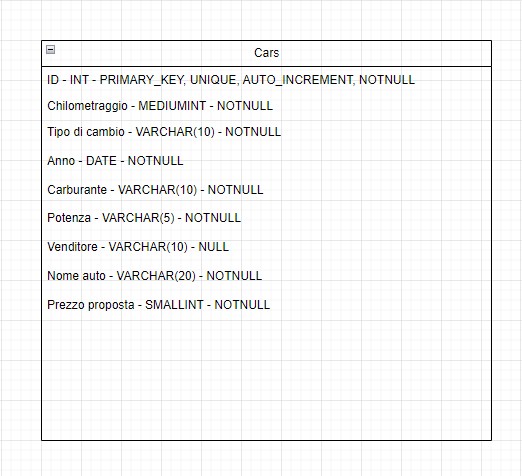 Cars
ID - INT - PRIMARY_KEY, UNIQUE, AUTO_INCREMENT, NOTNULL
Chilometraggio - MEDIUMINT - NOTNULL
Tipo di cambio - VARCHAR(10) - NOTNULL
Anno - DATE - NOTNULL
Carburante - VARCHAR(10) - NOTNULL
Potenza - VARCHAR(5) - NOTNULL
Venditore - VARCHAR(10) - NULL
Nome auto - VARCHAR(20) - NOTNULL
Prezzo proposta - SMALLINT - NOTNULL